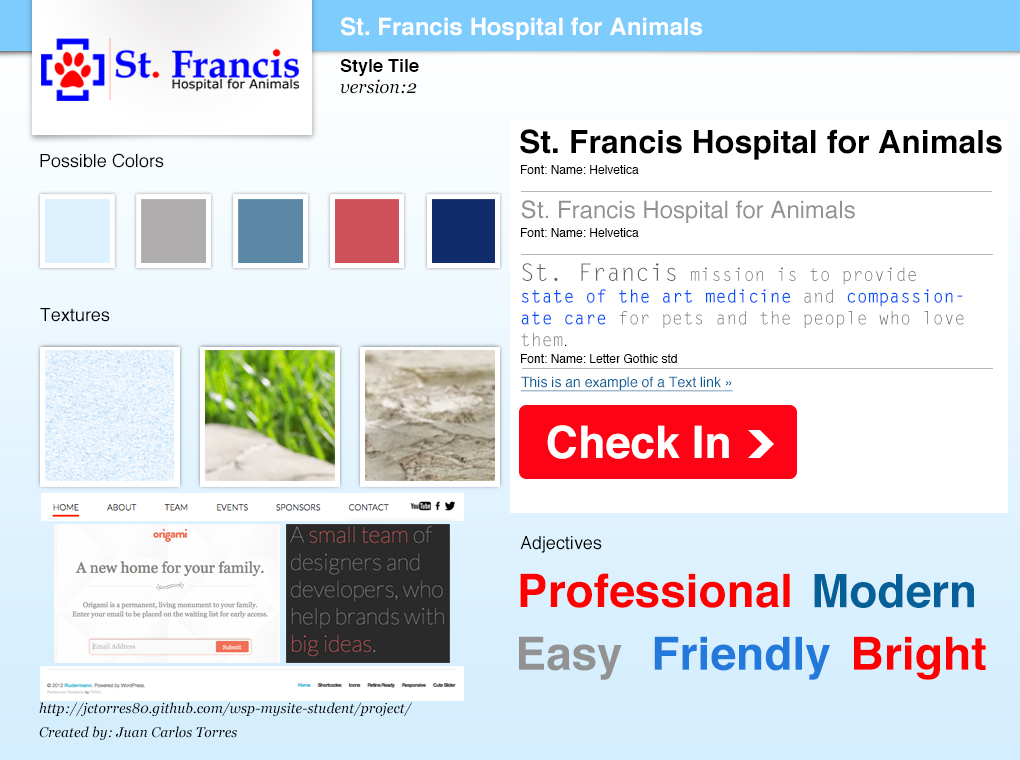 St. Francis Hospital for Animals
St. Francis
Hospital for Animals
Style Tile
version:2
Possible Colors
Textures
HOME ABOUT TEAM EVENTS SPONSORS CONTACT YouTube
origami
A new home for your family.
Origami is a permanent, living monument to your family.
Enter your email to be placed on the waiting list for early access.
Email Address Submit
A small team of
designers and
developers, who
help brands with
big ideas.
© 2012 Rudermann. Powered by WordPress.
Home Shortcodes Icons Retina Ready Responsive Cute Slider
http://jctorres80.github.com/wsp-mysite-student/project/
Created by: Juan Carlos Torres
St. Francis Hospital for Animals
Font: Name: Helvetica
St. Francis Hospital for Animals
Font: Name: Helvetica
St. Francis mission is to provide
state of the art medicine and compassion-
ate care for pets and the people who love
them.
Font: Name: Letter Gothic std
This is an example of a Text link »
Check In
Adjectives
Professional Modern
Easy Friendly Bright